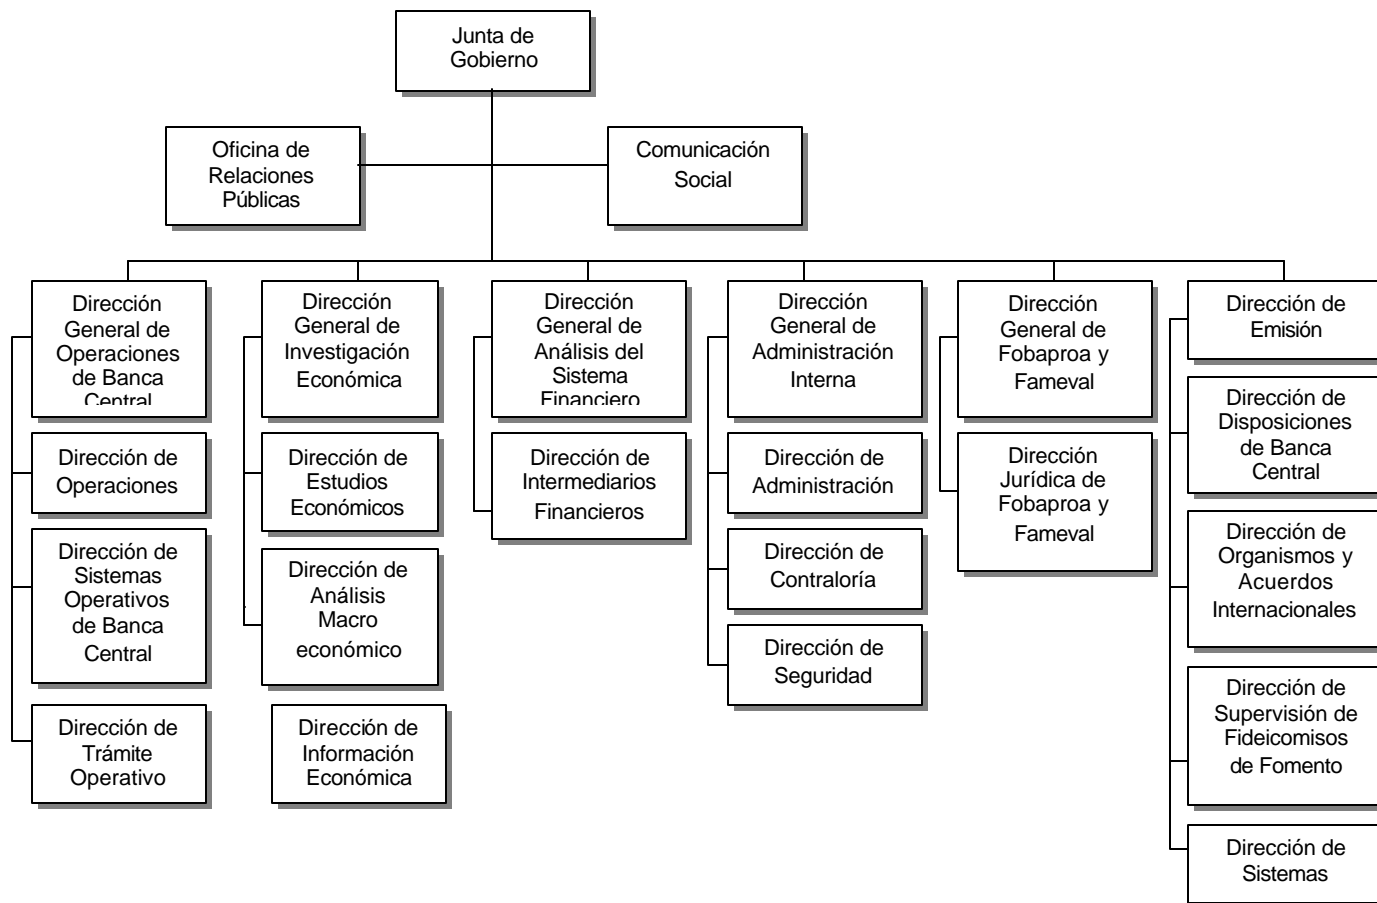 Junta de
Gobierno
Oficina de
Relaciones
Públicas
Comunicación
Social
Dirección
General de
Operaciones
de Banca
Central
Dirección
General de
Investigación
Económica
Dirección
General de
Análisis del
Sistema
Financiero
Dirección
General de
Administración
Interna
Dirección
General de
Fobaproa y
Fameval
Dirección de
Emisión
Dirección de
Operaciones
Dirección de
Estudios
Económicos
Dirección de
Intermediarios
Financieros
Dirección de
Administración
Dirección
Jurídica de
Fobaproa y
Fameval
Dirección de
Disposiciones
de Banca
Central
Dirección de
Sistemas
Operativos
de Banca
Central
Dirección de
Análisis
Macro
económico
Dirección de
Contraloría
Dirección de
Organismos y
Acuerdos
Internacionales
Dirección de
Seguridad
Dirección de
Trámite
Operativo
Dirección de
Información
Económica
Dirección de
Supervisión de
Fideicomisos
de Fomento
Dirección de
Sistemas